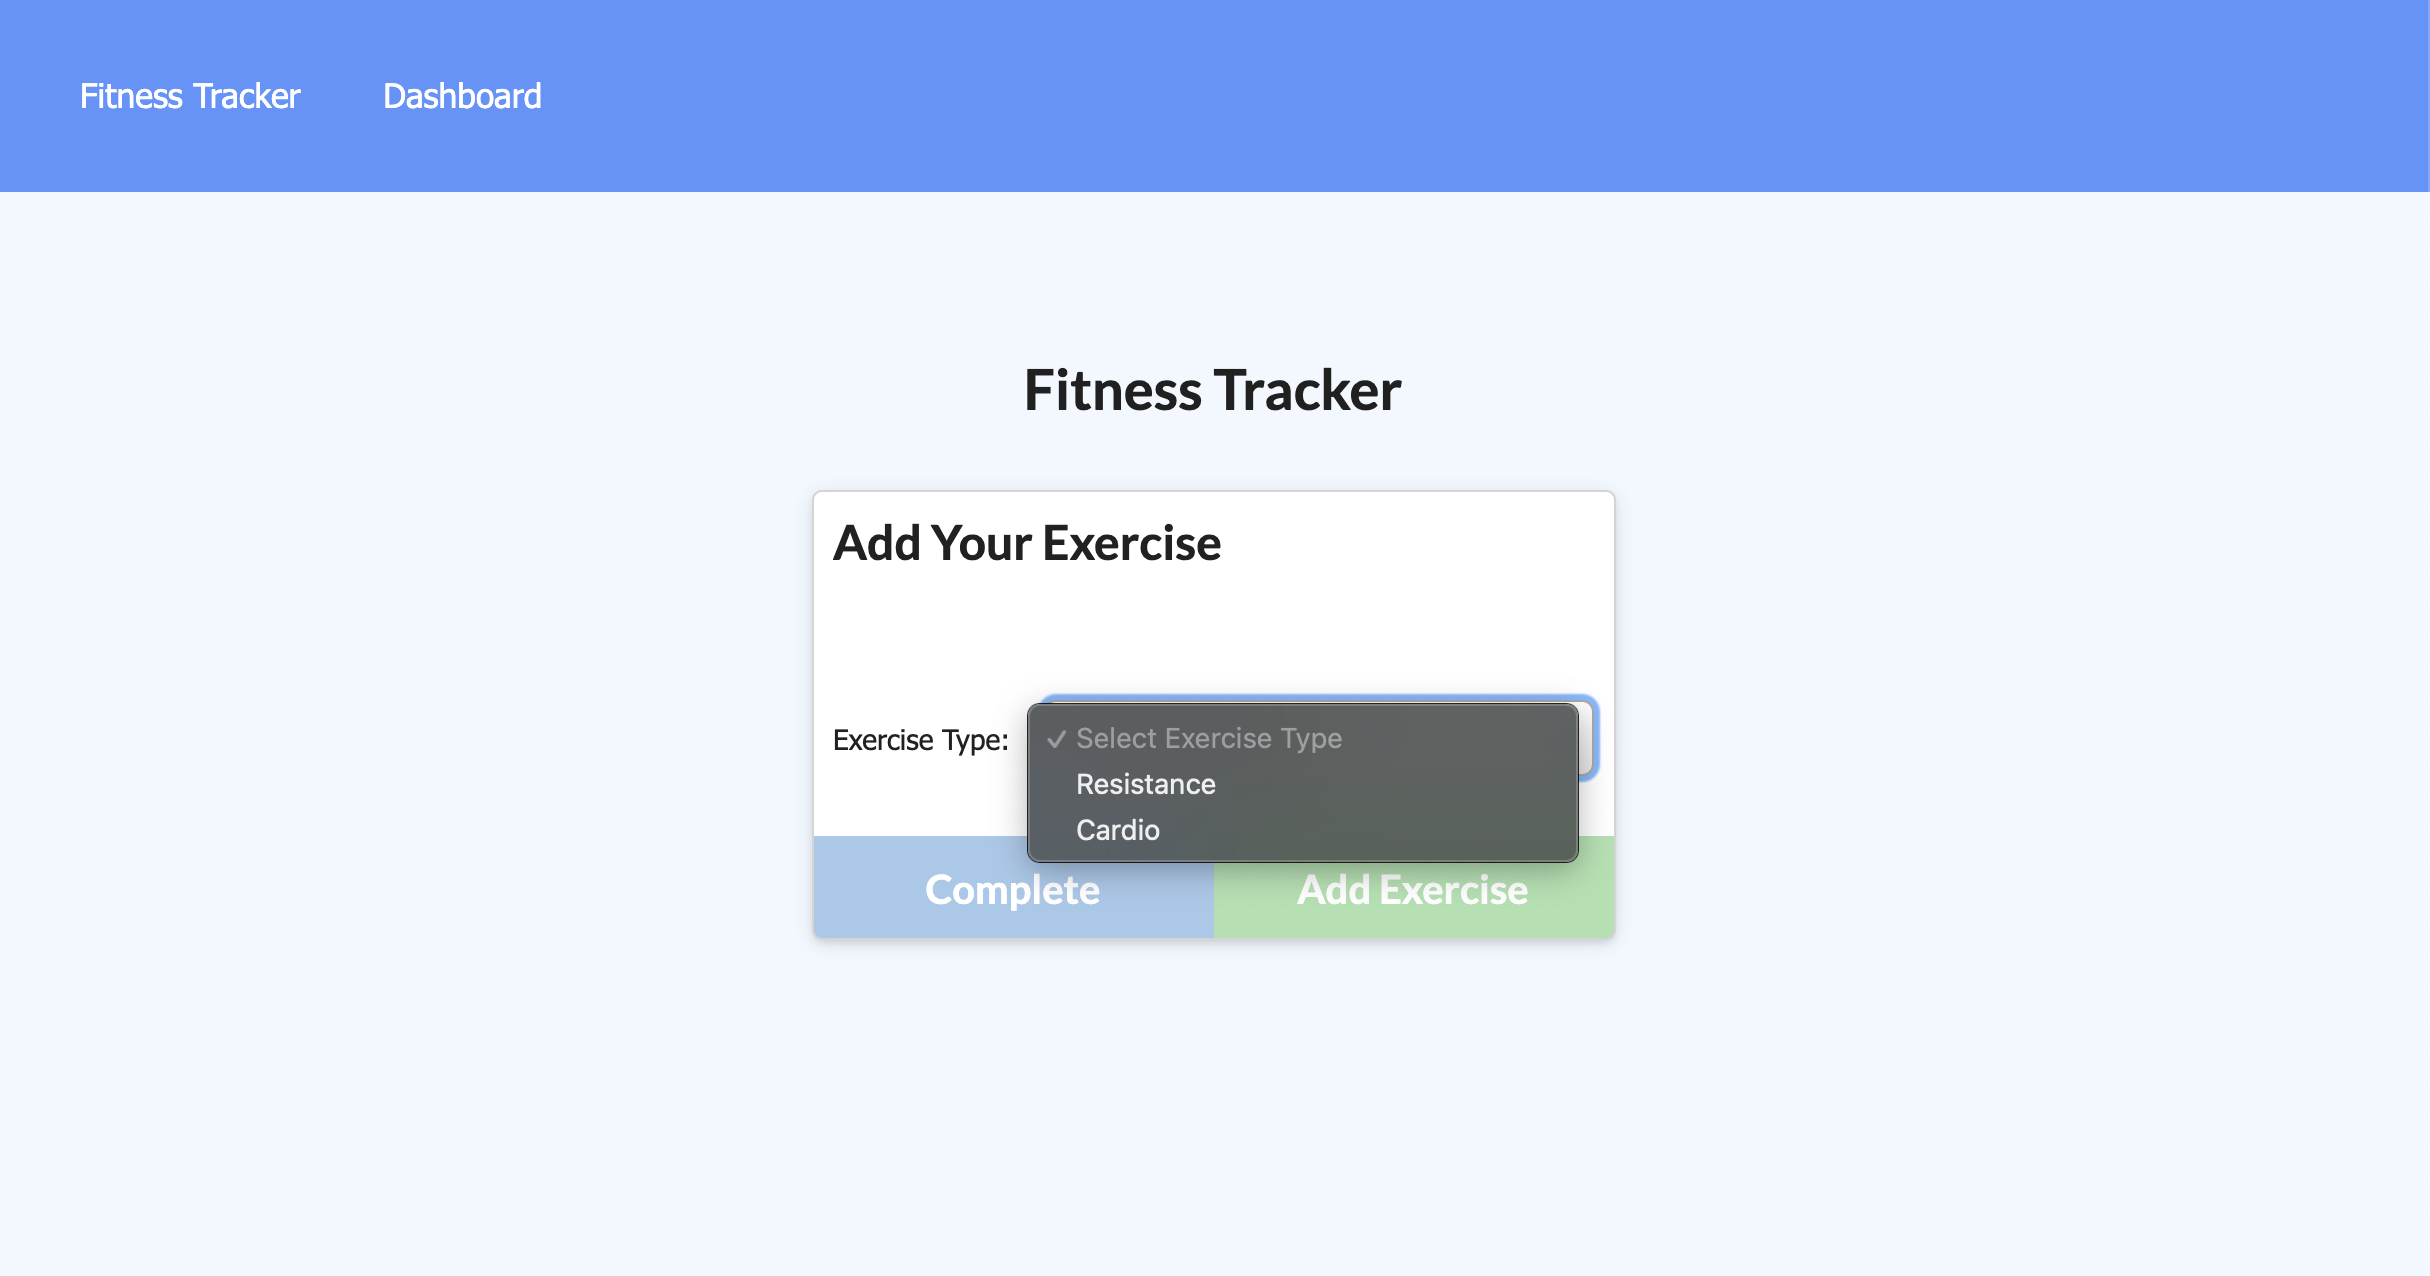 Fitness Tracker Dashboard
Fitness Tracker
Add Your Exercise
Exercise Type:
✓ Select Exercise Type
Resistance
Cardio
Complete
Add Exercise